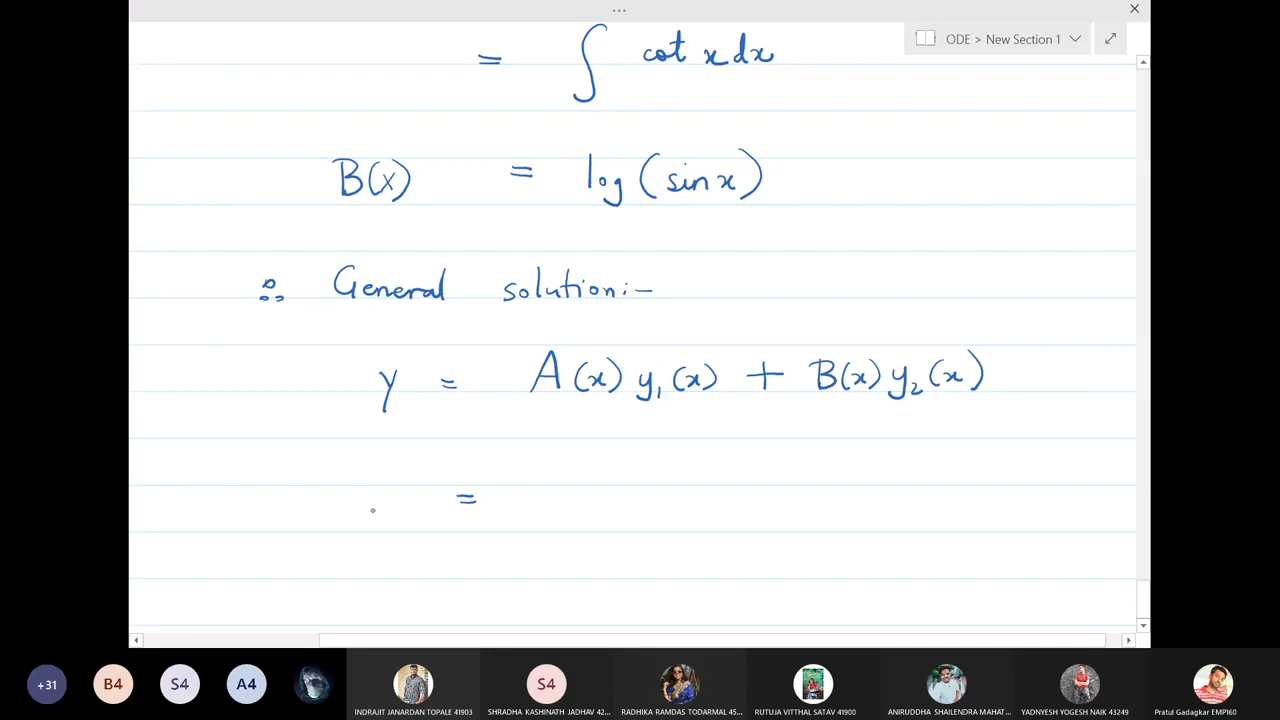 ODE > New Section 1
= ∫ cot x dx
B(x) = log (sin x)
∴ General solution:-
y = A(x) y₁(x) + B(x) y₂(x)
=
+31 B4 S4 A4 S4
INDRAJIT JANARDAN TOPALE 41903 SHRADHA KASHINATH JADHAV 42... RADHIKA RAMDAS TODARMAL 45... RUTUJA VITTHAL SATAV 41900 ANIRUDDHA SHAILENDRA MAHAT... YADNYESH YOGESH NAIK 43249 Pratul Gadagkar EMP160